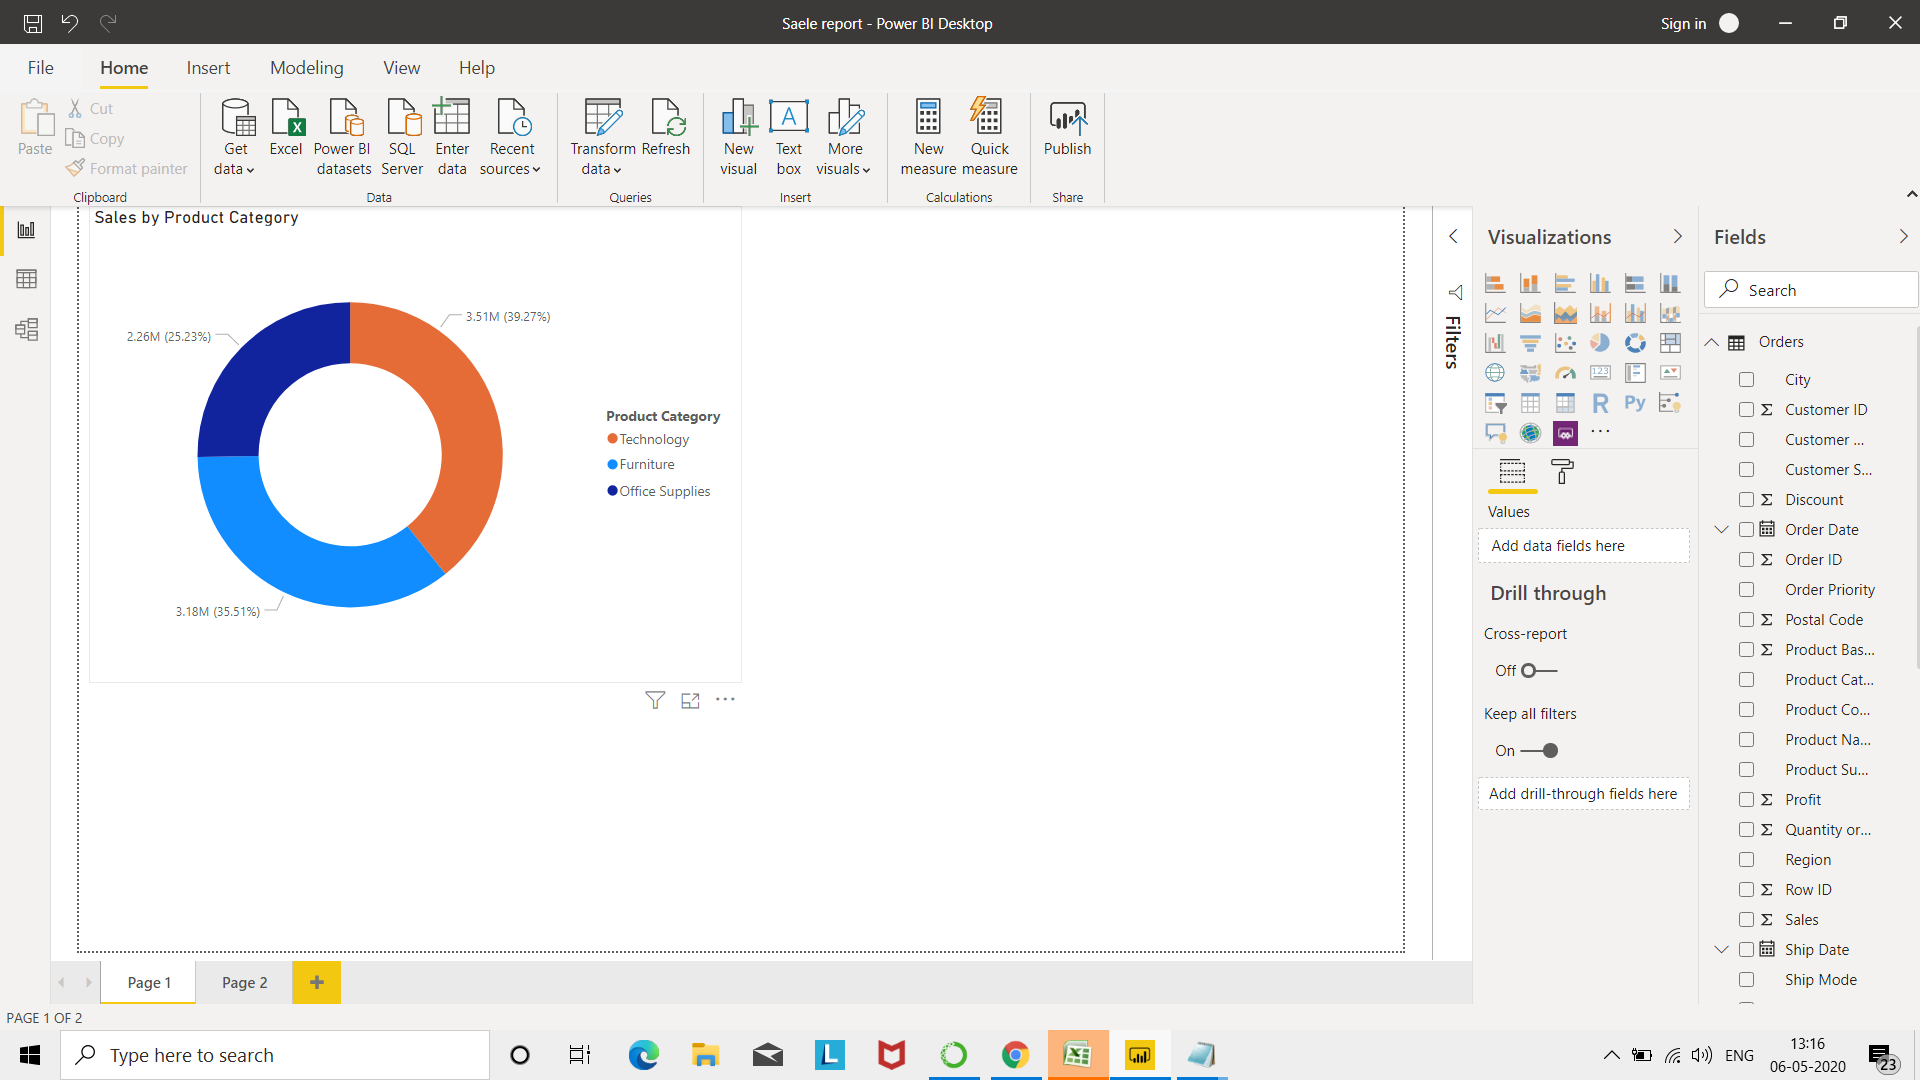 Saele report - Power BI Desktop
Sign in
File Home Insert Modeling View Help
Paste
Cut
Copy
Format painter
Clipboard
Get data
Excel
Power BI datasets
SQL Server
Enter data
Recent sources
Data
Transform data
Refresh
Queries
New visual
Text box
More visuals
Insert
New measure
Quick measure
Calculations
Publish
Share
Sales by Product Category
3.51M (39.27%)
2.26M (25.23%)
3.18M (35.51%)
Product Category
Technology
Furniture
Office Supplies
Filters
Visualizations
123
R
Py
Values
Add data fields here
Drill through
Cross-report
Off
Keep all filters
On
Add drill-through fields here
Fields
Search
Orders
City
Σ Customer ID
Customer ...
Customer S...
Σ Discount
Order Date
Σ Order ID
Order Priority
Σ Postal Code
Σ Product Bas...
Product Cat...
Product Co...
Product Na...
Product Su...
Σ Profit
Σ Quantity or...
Region
Σ Row ID
Σ Sales
Ship Date
Ship Mode
Page 1 Page 2 +
PAGE 1 OF 2
Type here to search
L
ENG
13:16
06-05-2020
23